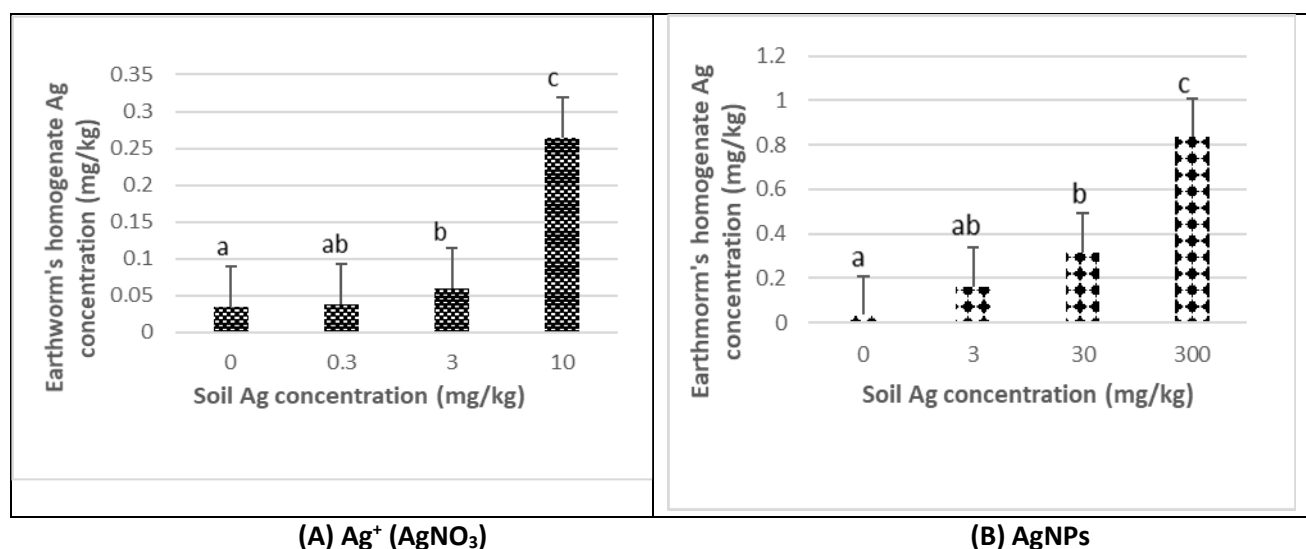 Earthworm's homogenate Ag
concentration (mg/kg)
0.35
0.3
0.25
0.2
0.15
0.1
0.05
0
a
ab
b
c
0 0.3 3 10
Soil Ag concentration (mg/kg)
(A) Ag⁺ (AgNO₃)
Earthmorm's homogenate Ag
concentration (mg/kg)
1.2
1
0.8
0.6
0.4
0.2
0
a
ab
b
c
0 3 30 300
Soil Ag concentration (mg/kg)
(B) AgNPs